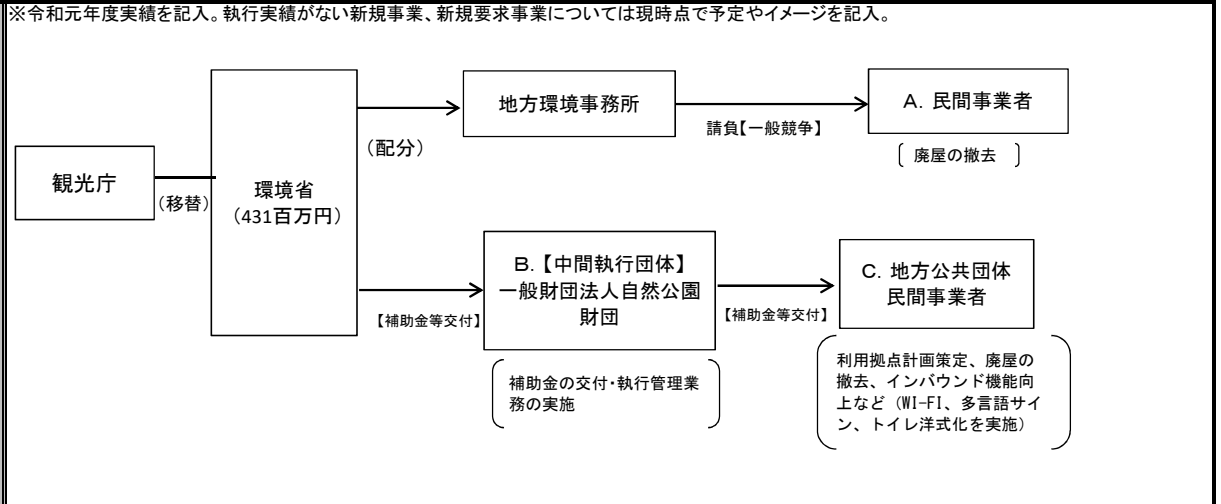 ※令和元年度実績を記入。執行実績がない新規事業、新規要求事業については現時点で予定やイメージを記入。
観光庁
(移替)
環境省
(431百万円)
(配分)
地方環境事務所
請負【一般競争】
A. 民間事業者
廃屋の撤去
【補助金等交付】
B.【中間執行団体】
一般財団法人自然公園
財団
補助金の交付・執行管理業
務の実施
【補助金等交付】
C. 地方公共団体
民間事業者
利用拠点計画策定、廃屋の
撤去、インバウンド機能向
上など（WI-FI、多言語サイ
ン、トイレ洋式化を実施）